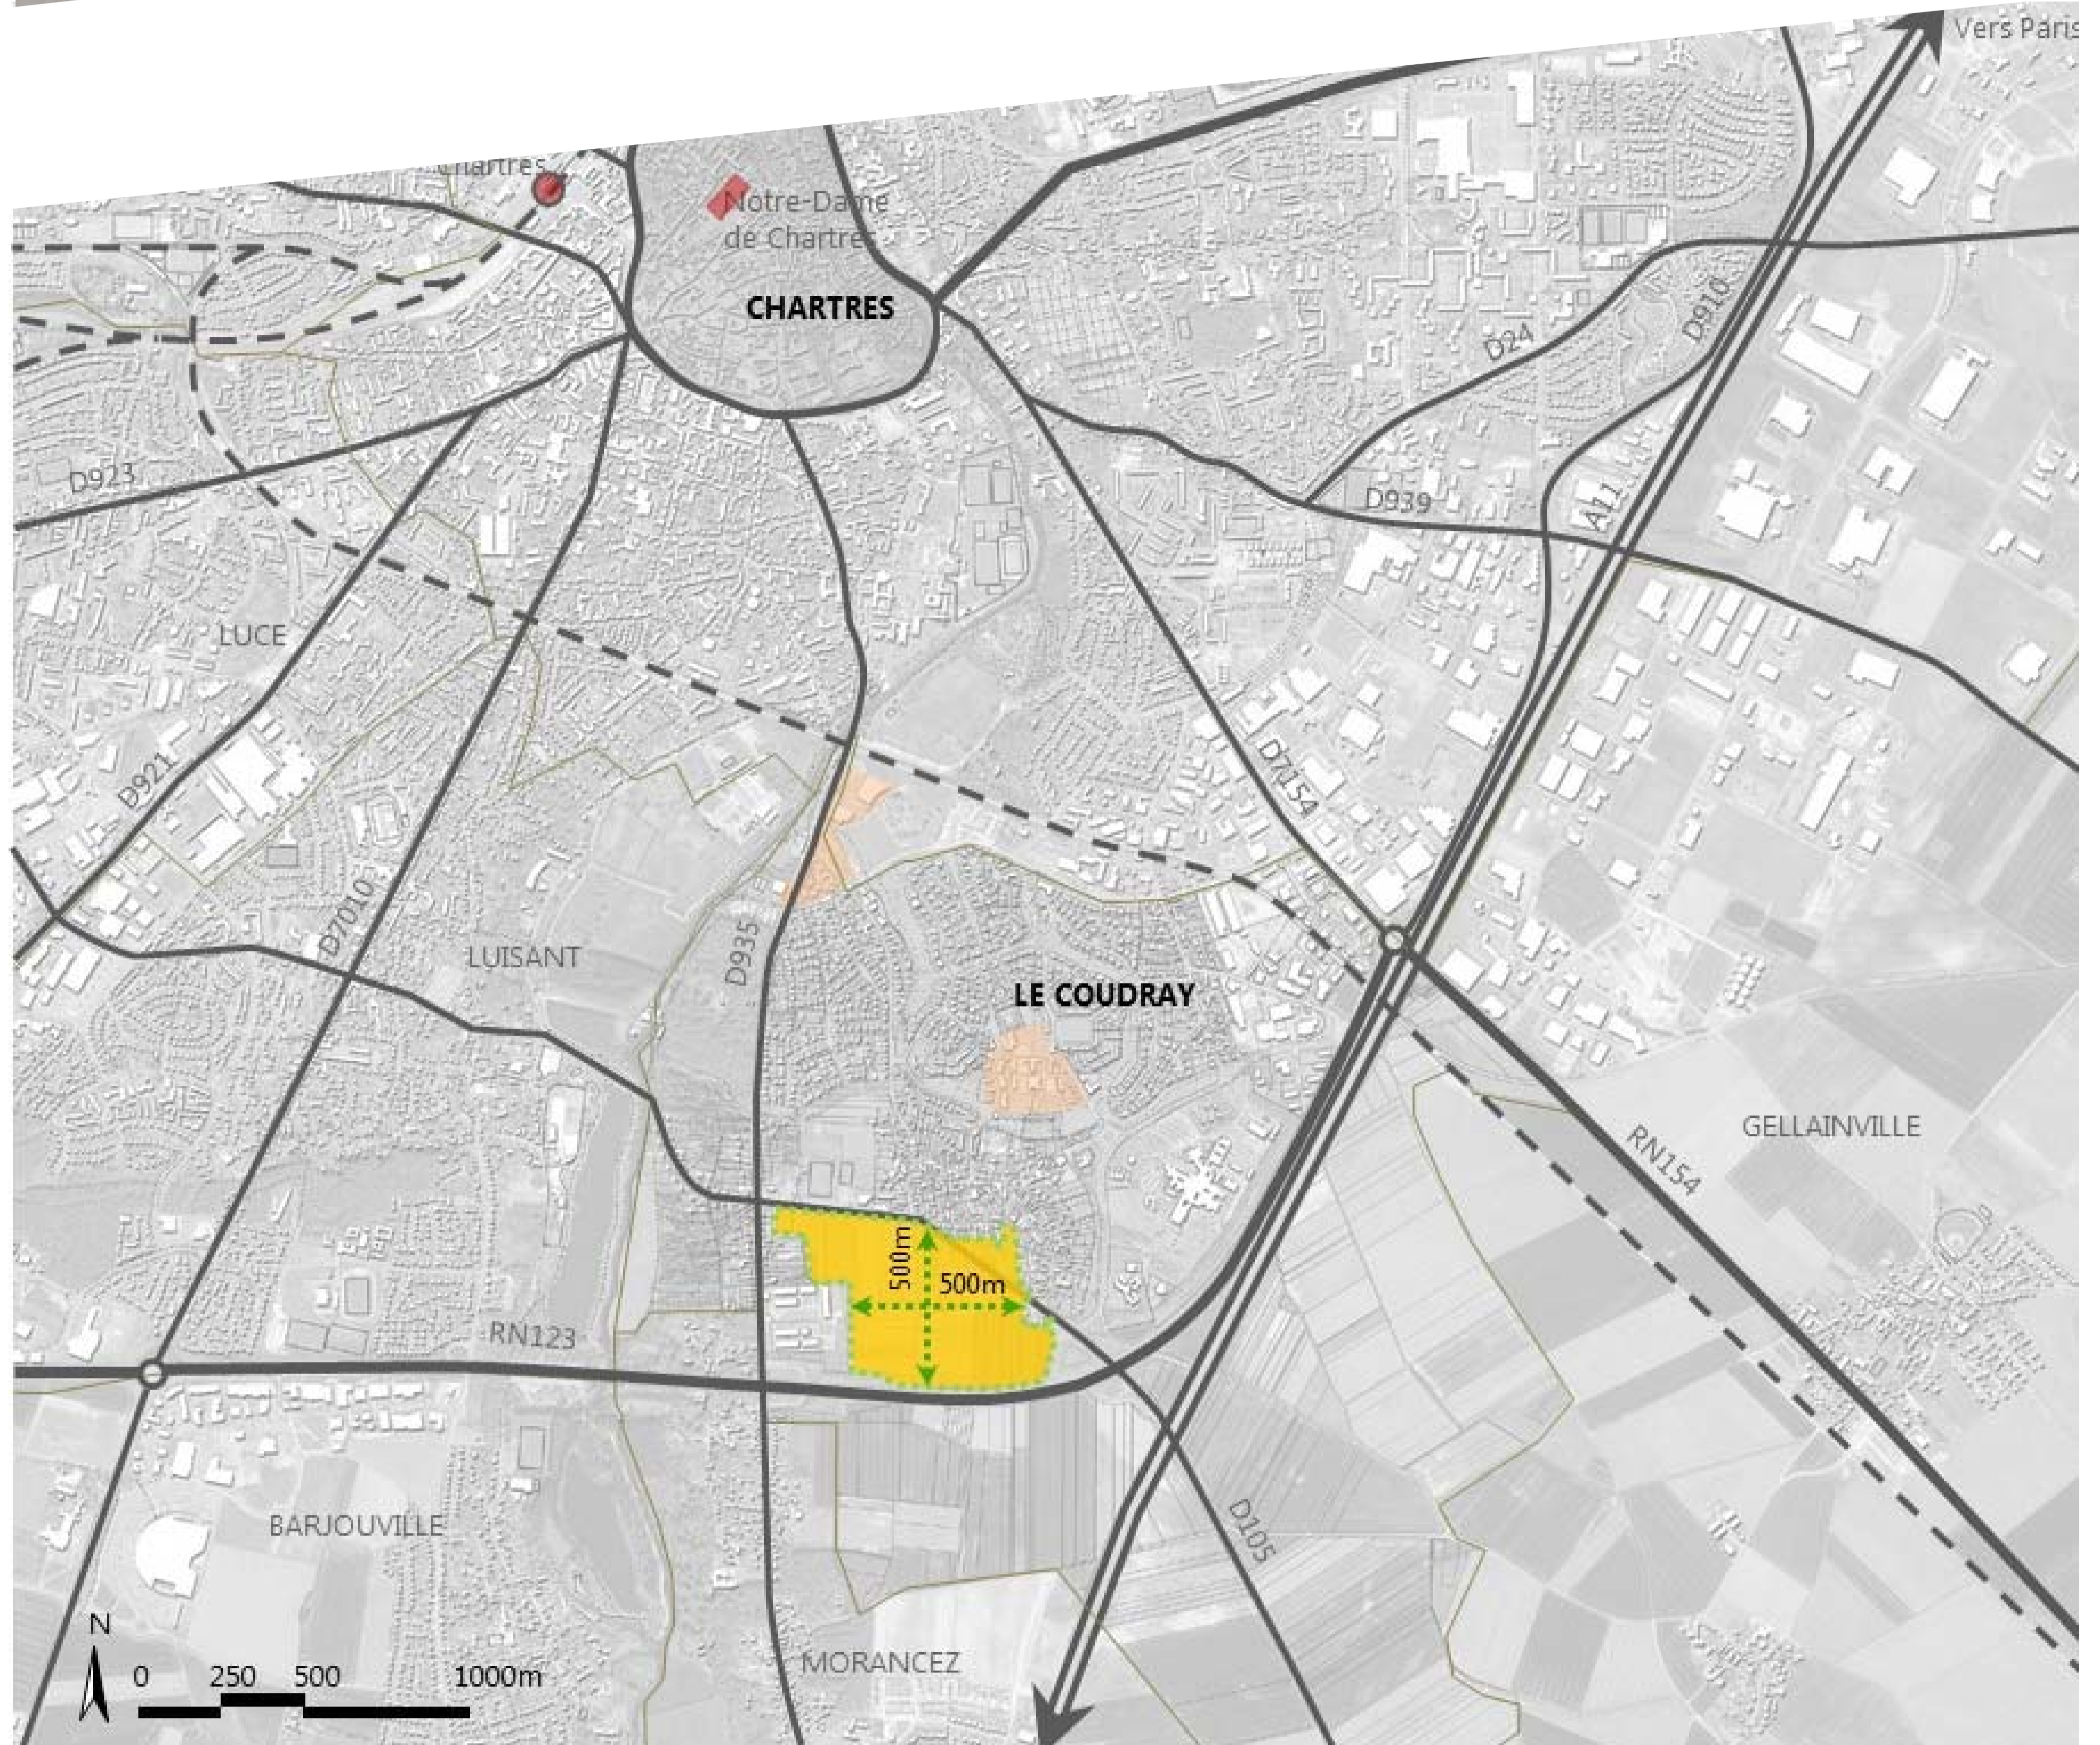 Vers Paris
Chartres
Notre-Dame
de Chartres
CHARTRES
D910
D24
D923
D939
A11
LUCE
D921
D7154
D7010
D935
LUISANT
LE COUDRAY
GELLAINVILLE
RN154
500m
500m
RN123
D105
BARJOUVILLE
MORANCEZ
N
0 250 500 1000m